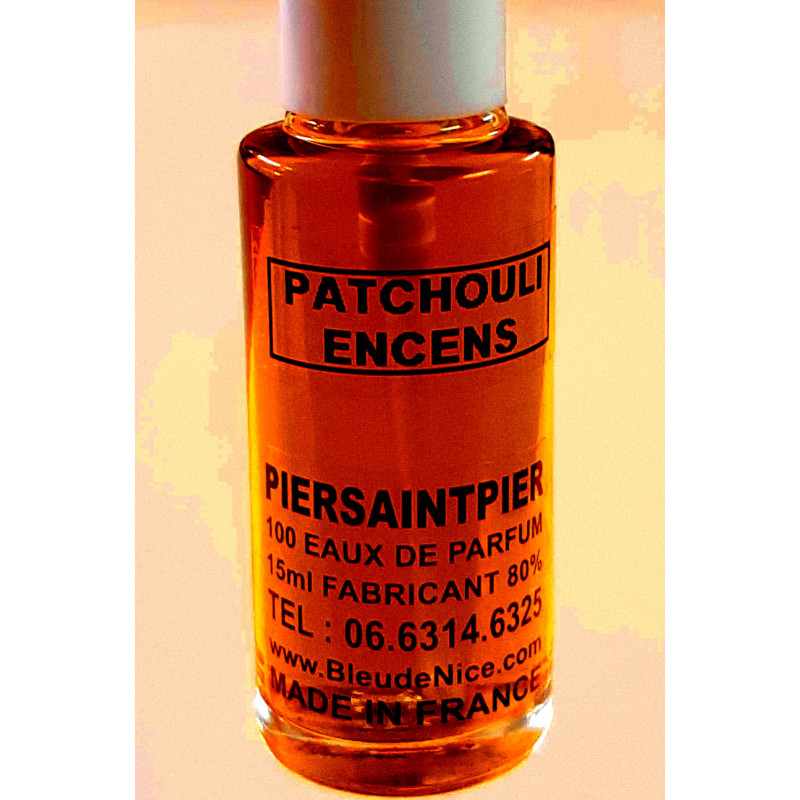 PATCHOULI
ENCENS
PIERSAINTPIER
100 EAUX DE PARFUM
15ml FABRICANT 80%
TEL : 06.6314.6325
www.BleudeNice.com
MADE IN FRANCE